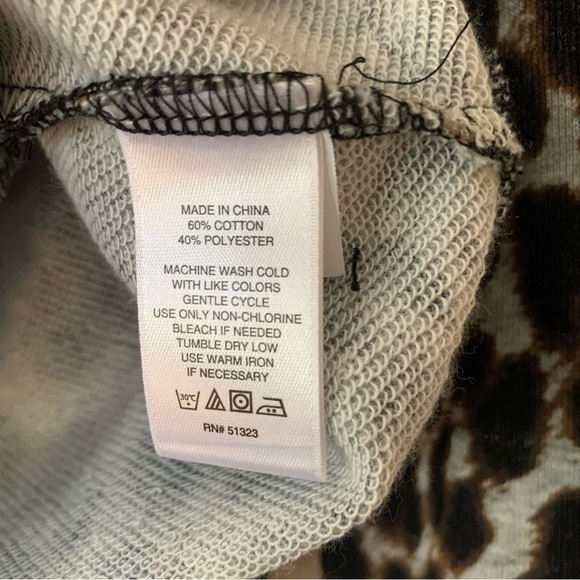 MADE IN CHINA
60% COTTON
40% POLYESTER
MACHINE WASH COLD
WITH LIKE COLORS
GENTLE CYCLE
USE ONLY NON-CHLORINE
BLEACH IF NEEDED
TUMBLE DRY LOW
USE WARM IRON
IF NECESSARY
30°C
RN# 51323